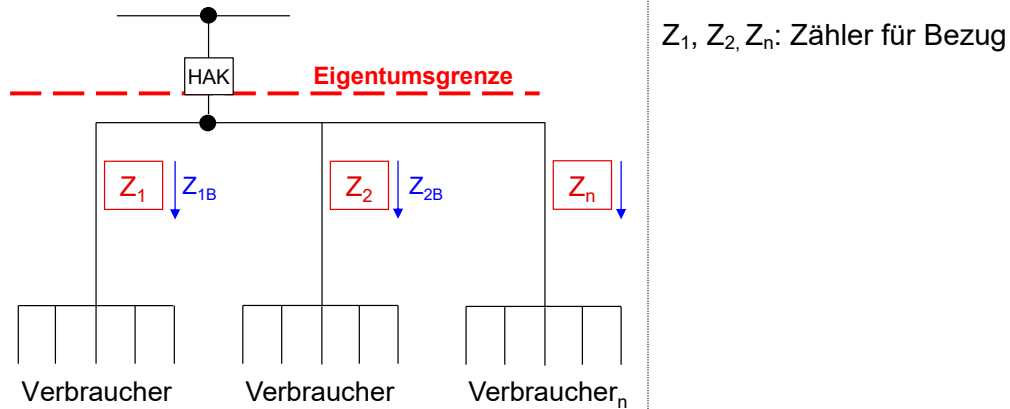 Z₁, Z₂, Zₙ: Zähler für Bezug
HAK
Eigentumsgrenze
Z₁ Z₁B Z₂ Z₂B Zₙ
Verbraucher Verbraucher Verbraucherₙ